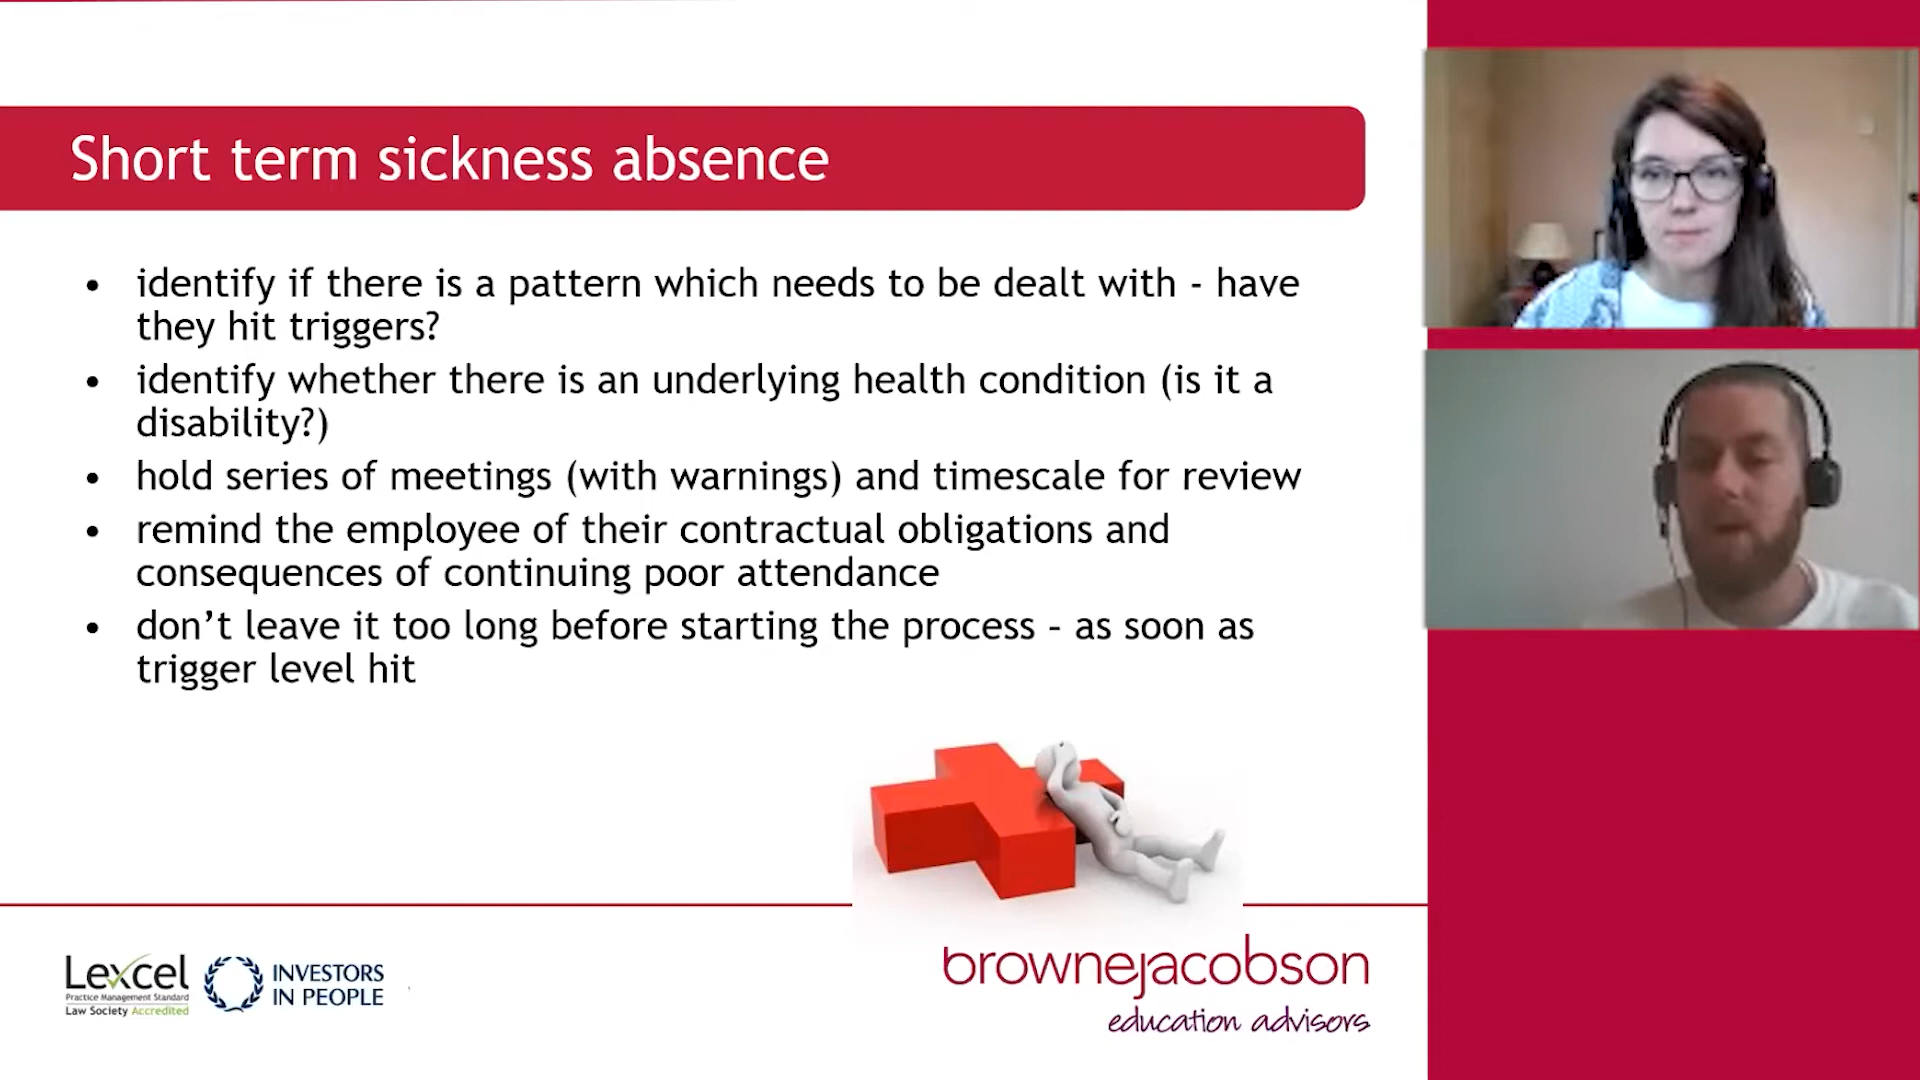 Short term sickness absence
• identify if there is a pattern which needs to be dealt with - have
they hit triggers?
• identify whether there is an underlying health condition (is it a
disability?)
• hold series of meetings (with warnings) and timescale for review
• remind the employee of their contractual obligations and
consequences of continuing poor attendance
• don’t leave it too long before starting the process – as soon as
trigger level hit
Lexcel
Practice Management Standard
Law Society Accredited
INVESTORS
IN PEOPLE
brownejacobson
education advisors